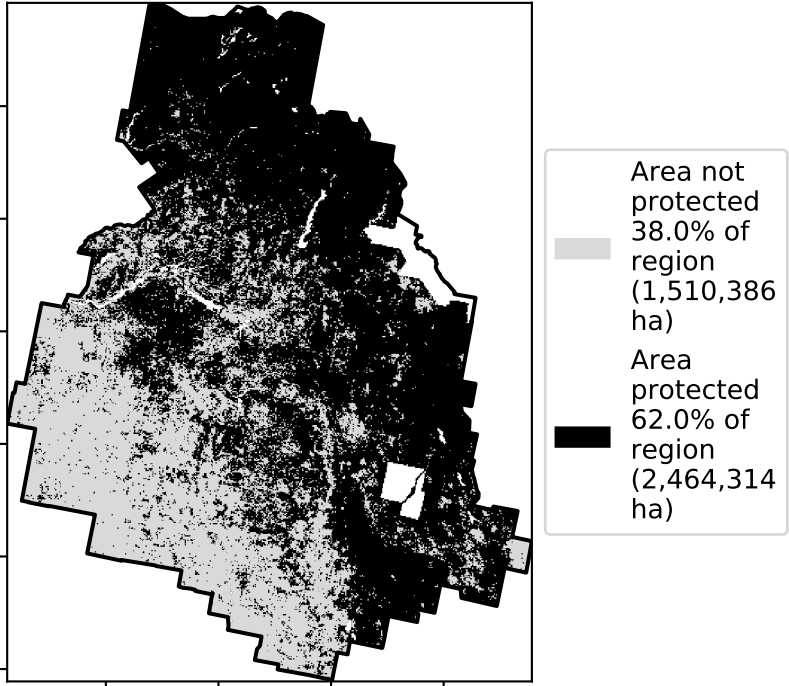 Area not
protected
38.0% of
region
(1,510,386
ha)
Area
protected
62.0% of
region
(2,464,314
ha)